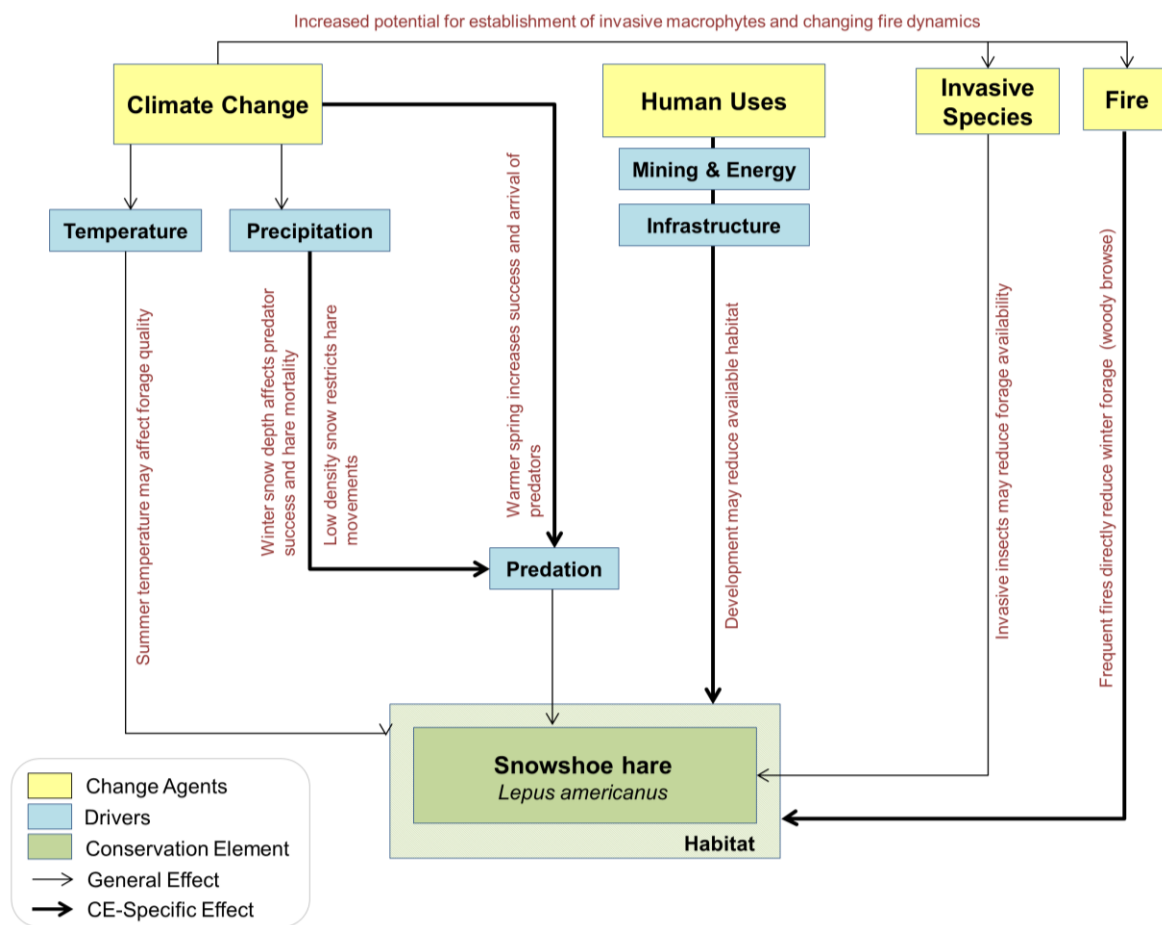 Increased potential for establishment of invasive macrophytes and changing fire dynamics
Climate Change
Human Uses
Invasive
Species
Fire
Mining & Energy
Infrastructure
Temperature
Precipitation
Summer temperature may affect forage quality
Winter snow depth affects predator
success and hare mortality
Low density snow restricts hare
movements
Warmer spring increases success and arrival of
predators
Development may reduce available habitat
Invasive insects may reduce forage availability
Frequent fires directly reduce winter forage (woody browse)
Predation
Snowshoe hare
Lepus americanus
Habitat
Change Agents
Drivers
Conservation Element
General Effect
CE-Specific Effect